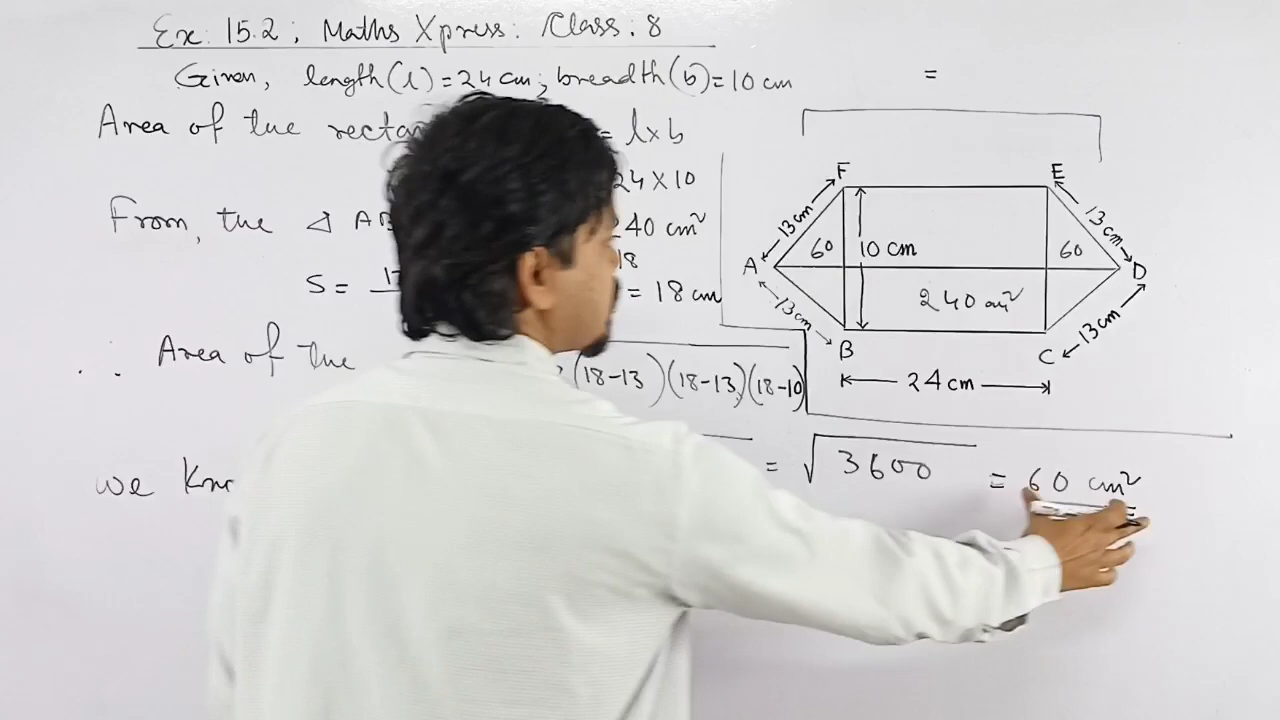 Ex: 15.2; Maths Xpress: Class: 8
Given, length(l)=24 cm; breadth(b)=10 cm
=
Area of the = l×b
24×10
From, the ⊿ AB
240 cm²
18
S = = 18 cm
∴ Area of the
(18-13)(18-13)(18-10)
we = √3600 = 60 cm²
F E
13cm 13cm
60 10 cm 60
A D
240 cm²
13cm 13cm
B C
24 cm